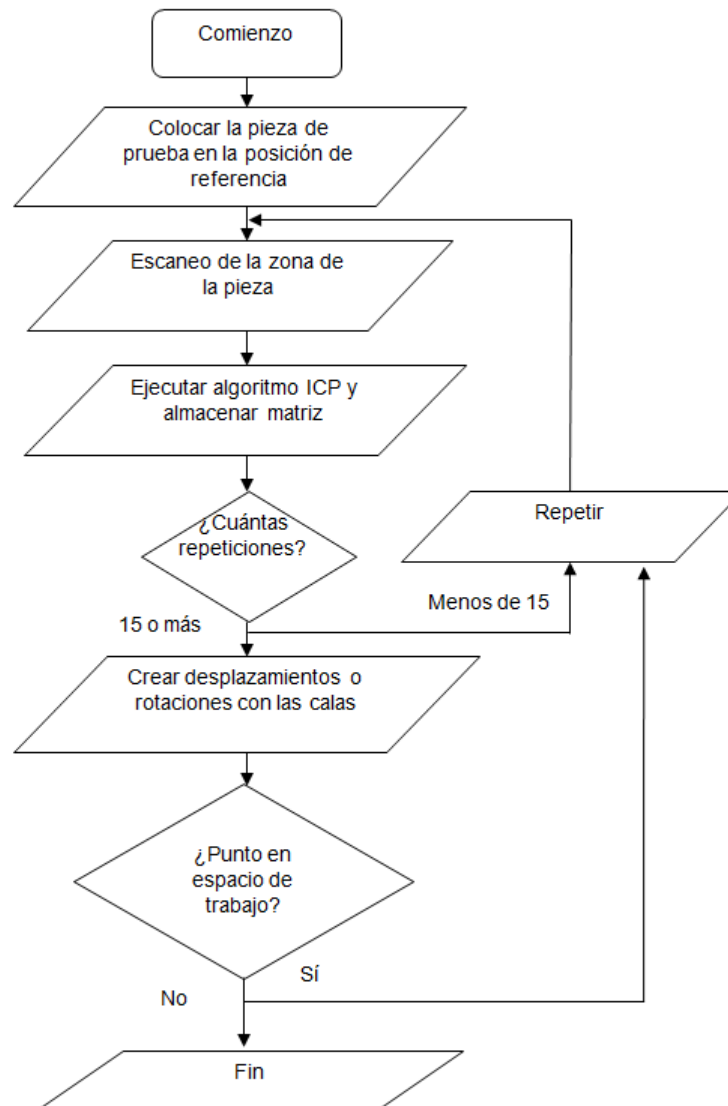 Comienzo
Colocar la pieza de
prueba en la posición de
referencia
Escaneo de la zona de
la pieza
Ejecutar algoritmo ICP y
almacenar matriz
¿Cuántas
repeticiones?
Repetir
Menos de 15
15 o más
Crear desplazamientos o
rotaciones con las calas
¿Punto en
espacio de
trabajo?
Sí
No
Fin